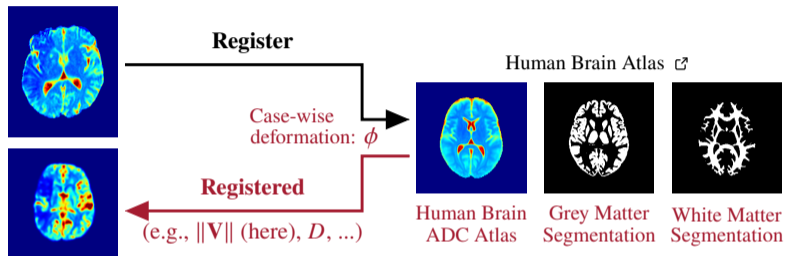 Register
Human Brain Atlas
Case-wise
deformation: ϕ
Registered
(e.g., ‖V‖ (here), D, ...)
Human Brain
ADC Atlas
Grey Matter
Segmentation
White Matter
Segmentation